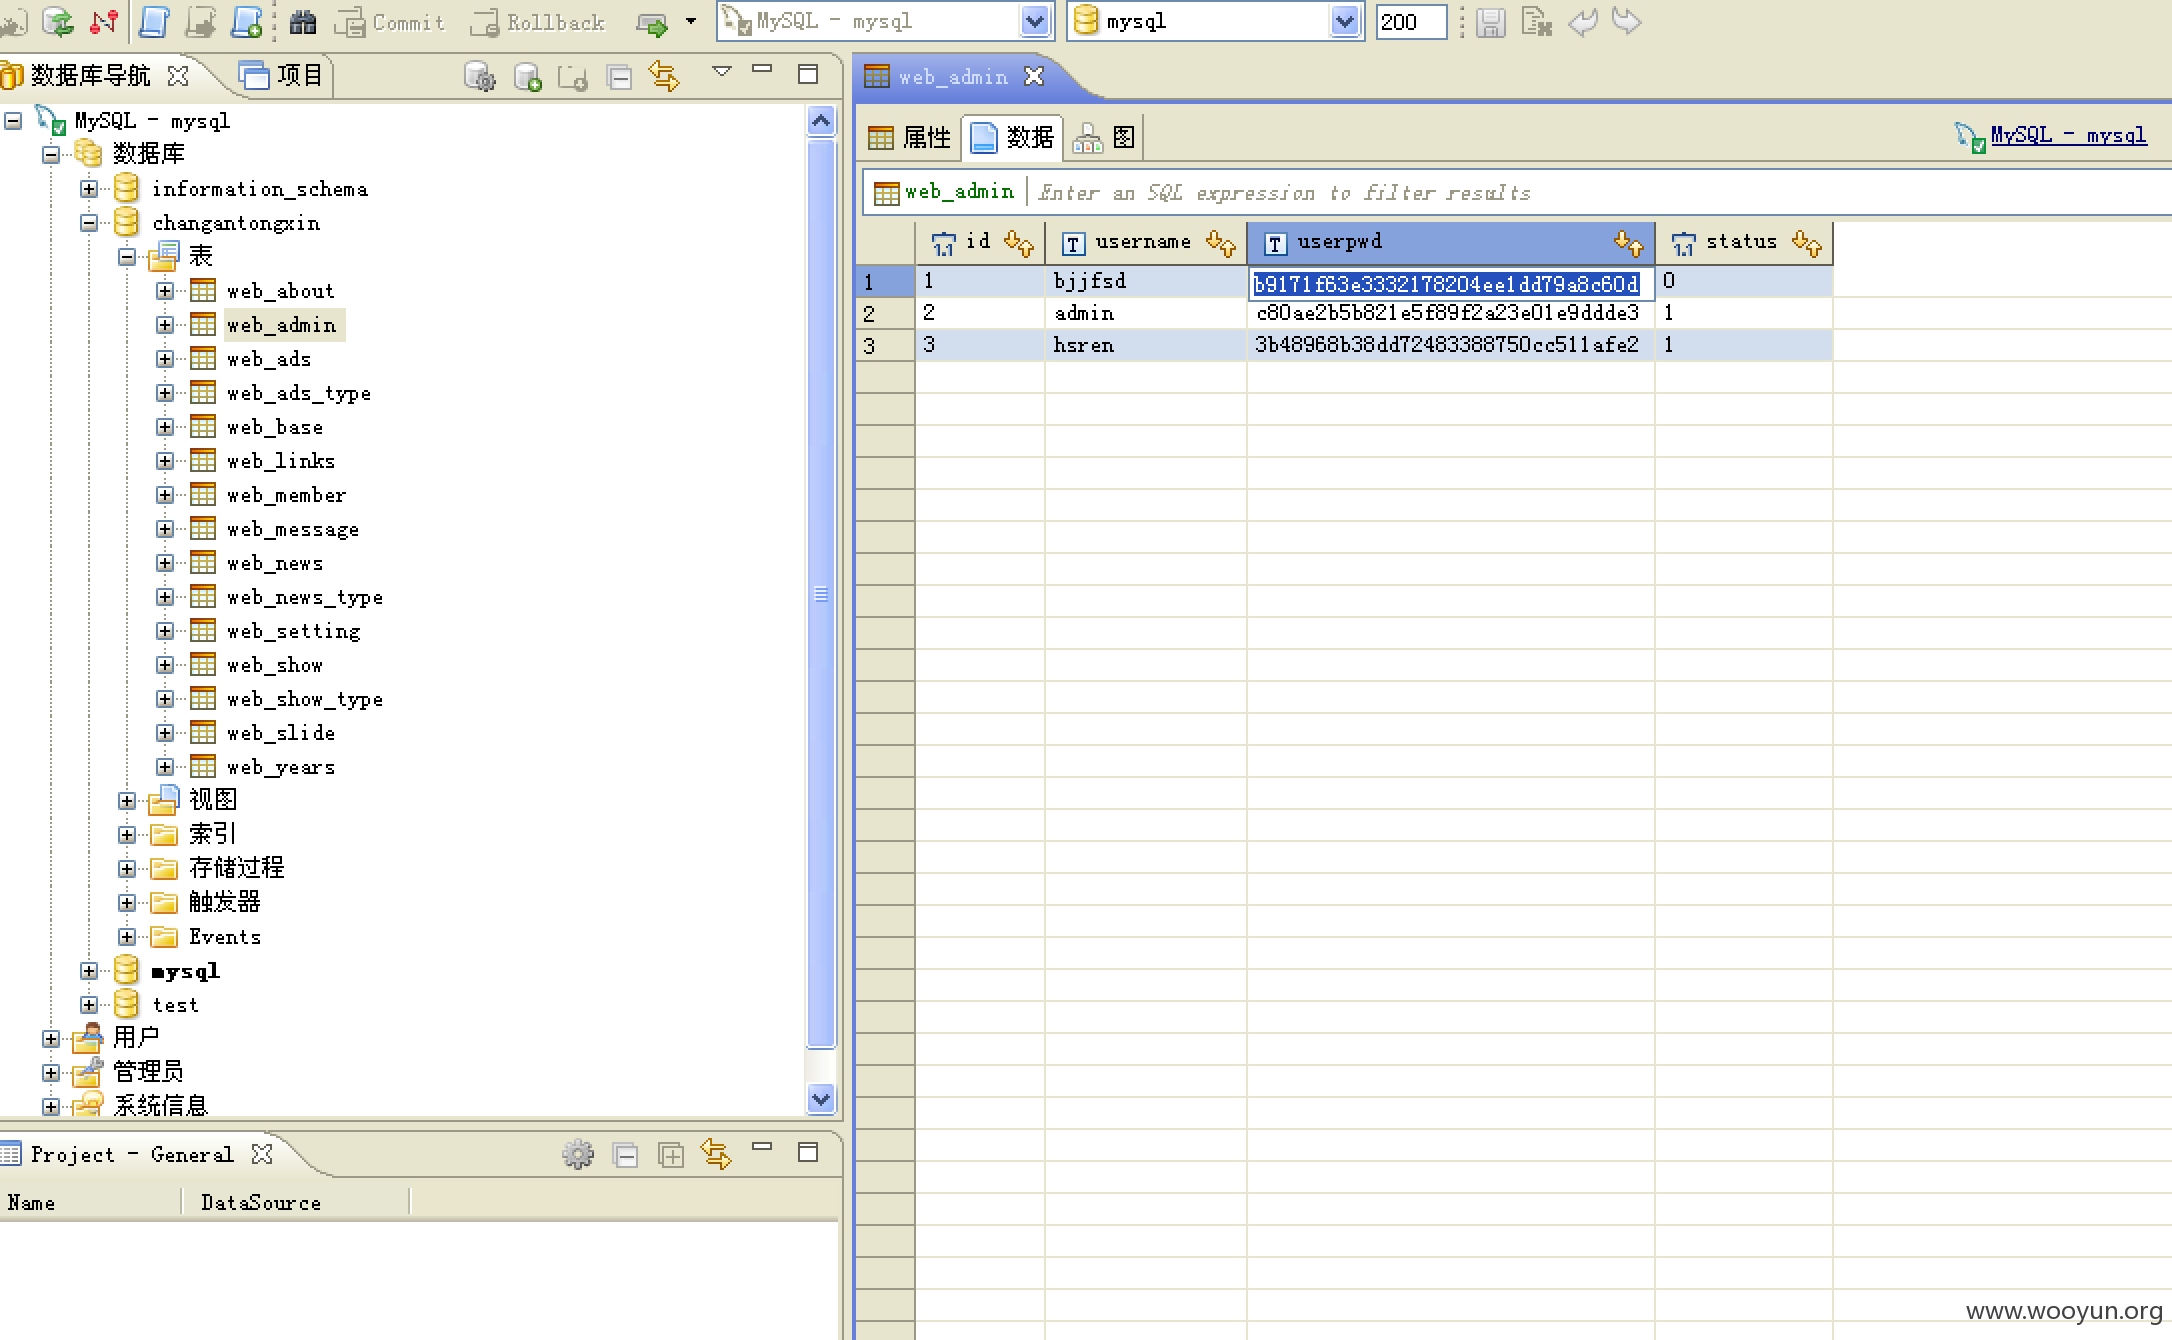 Commit
Rollback
MySQL - mysql
mysql
200
数据库导航
项目
MySQL - mysql
数据库
information_schema
changantongxin
表
web_about
web_admin
web_ads
web_ads_type
web_base
web_links
web_member
web_message
web_news
web_news_type
web_setting
web_show
web_show_type
web_slide
web_years
视图
索引
存储过程
触发器
Events
mysql
test
用户
管理员
系统信息
Project - General
Name DataSource
web_admin
属性 数据 图
MySQL - mysql
web_admin Enter an SQL expression to filter results
id username userpwd status
1 1 bjjfsd b9171f63e3332178204ee1dd79a8c60d 0
2 2 admin c80ae2b5b821e5f89f2a23e01e9ddde3 1
3 3 hsren 3b48968b38dd72483388750cc511afe2 1
www.wooyun.org